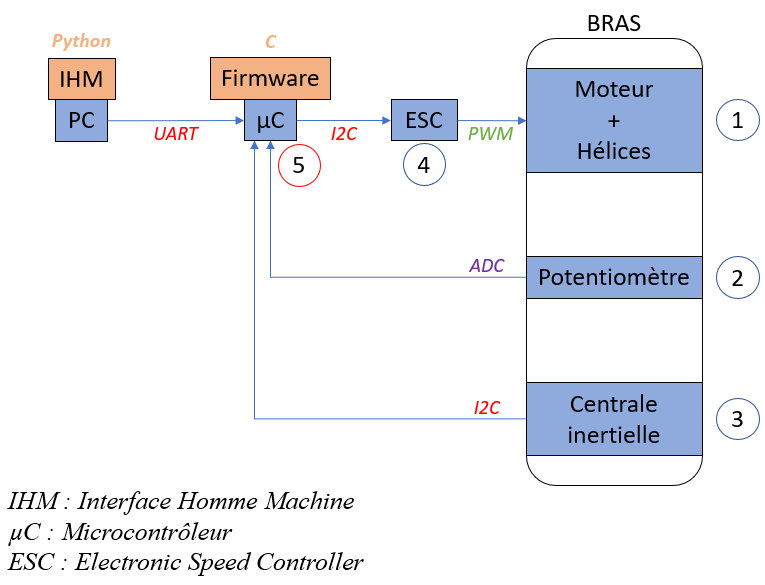 BRAS
Python
C
IHM
Firmware
PC
UART
µC
I2C
ESC
PWM
Moteur
+
Hélices
1
5
4
ADC
Potentiomètre
2
I2C
Centrale
inertielle
3
IHM : Interface Homme Machine
µC : Microcontrôleur
ESC : Electronic Speed Controller